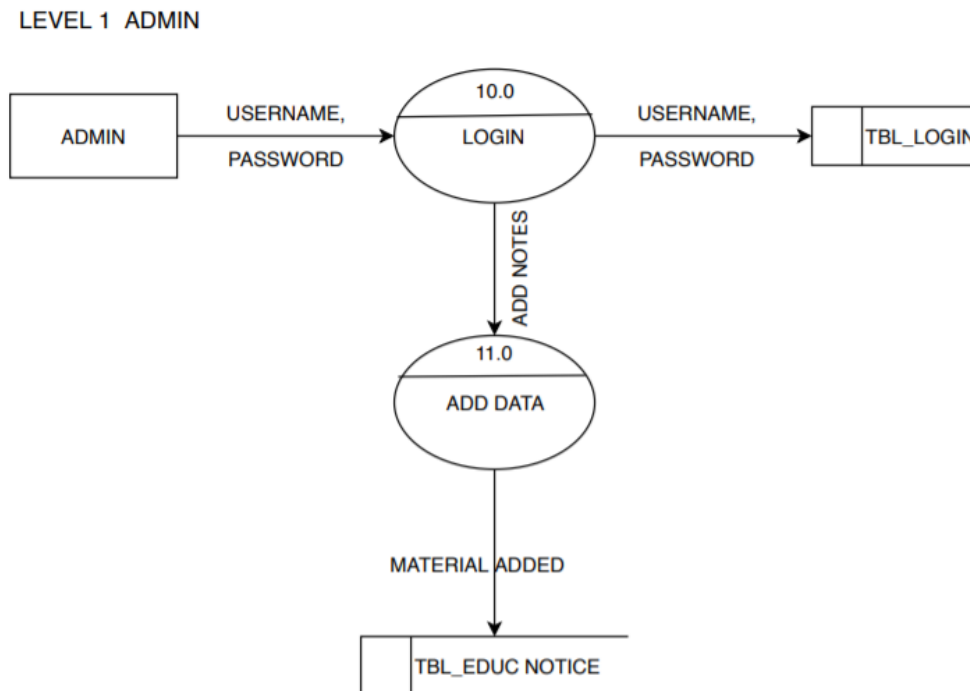 LEVEL 1 ADMIN
10.0
USERNAME,
USERNAME,
ADMIN
LOGIN
TBL_LOGIN
PASSWORD
PASSWORD
ADD NOTES
11.0
ADD DATA
MATERIAL ADDED
TBL_EDUC NOTICE